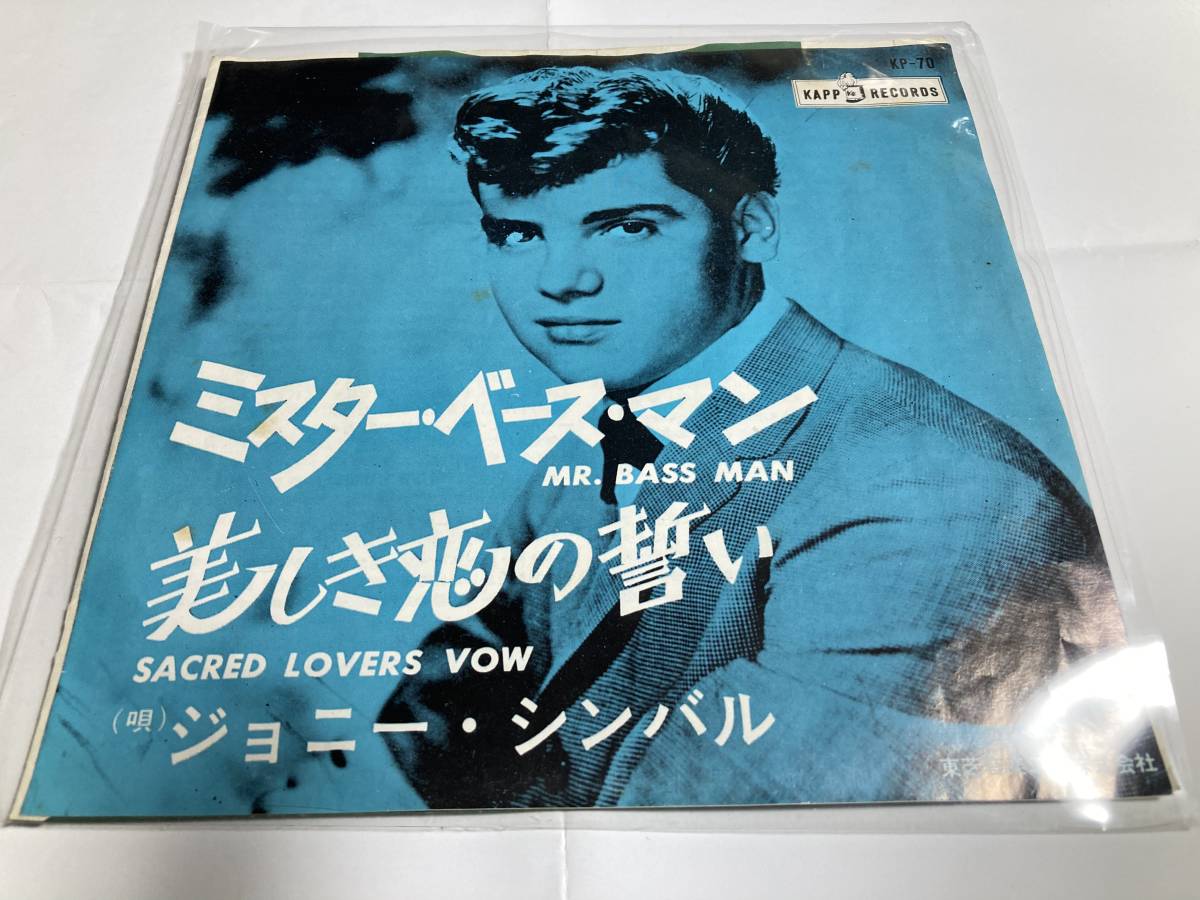 KP-70
KAPP RECORDS
ミスター・ベース・マン
MR. BASS MAN
美しき恋の誓い
SACRED LOVERS VOW
(唄) ジョニー・シンバル
東芝 会社